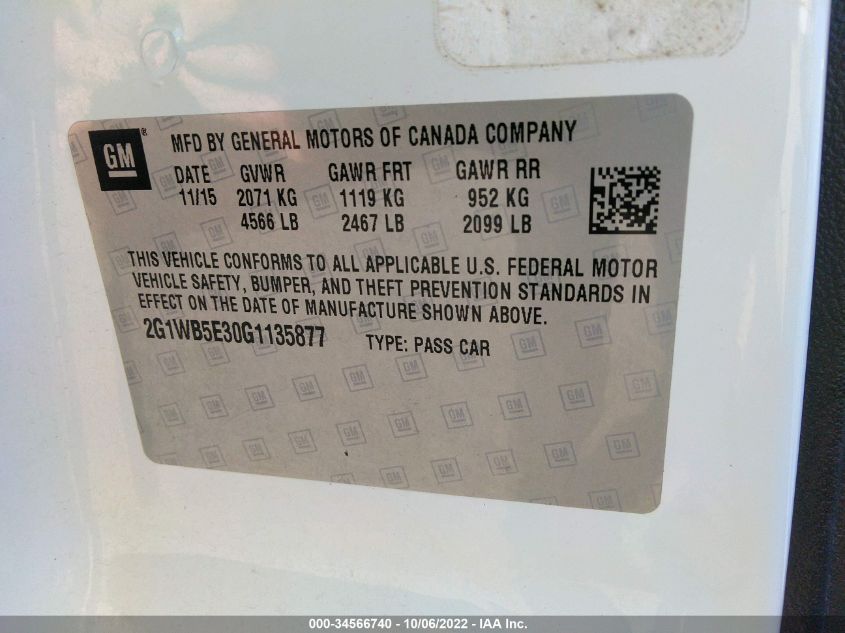 GM ® MFD BY GENERAL MOTORS OF CANADA COMPANY
DATE GVWR GAWR FRT GAWR RR
11/15 2071 KG 1119 KG 952 KG
4566 LB 2467 LB 2099 LB
THIS VEHICLE CONFORMS TO ALL APPLICABLE U.S. FEDERAL MOTOR
VEHICLE SAFETY, BUMPER, AND THEFT PREVENTION STANDARDS IN
EFFECT ON THE DATE OF MANUFACTURE SHOWN ABOVE.
2G1WB5E30G1135877 TYPE: PASS CAR
000-34566740 - 10/06/2022 - IAA Inc.